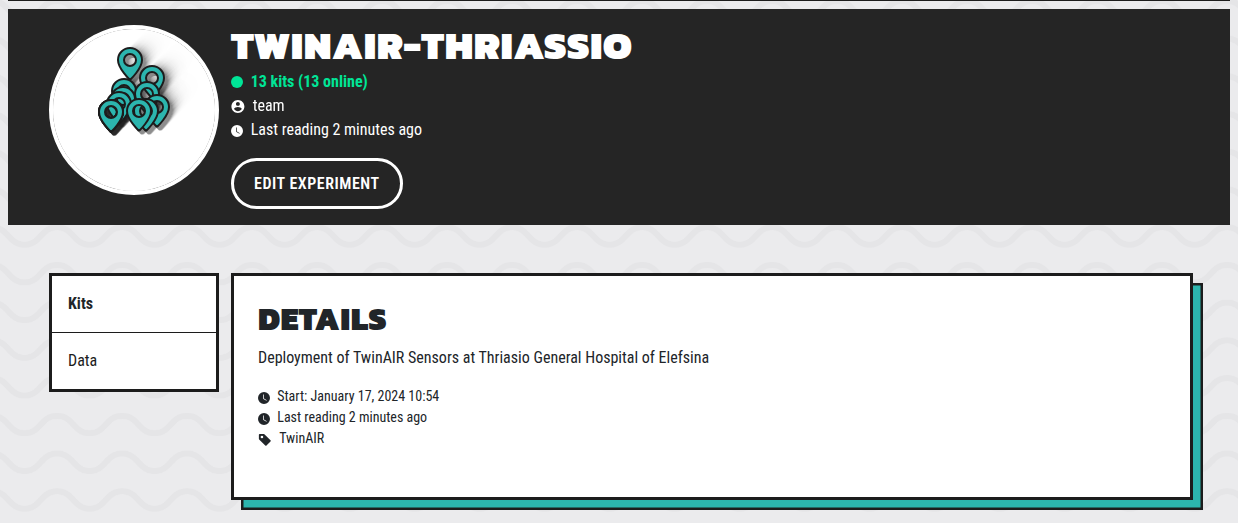 TWINAIR-THRIASSIO
13 kits (13 online)
team
Last reading 2 minutes ago
EDIT EXPERIMENT
Kits
Data
DETAILS
Deployment of TwinAIR Sensors at Thriasio General Hospital of Elefsina
Start: January 17, 2024 10:54
Last reading 2 minutes ago
TwinAIR